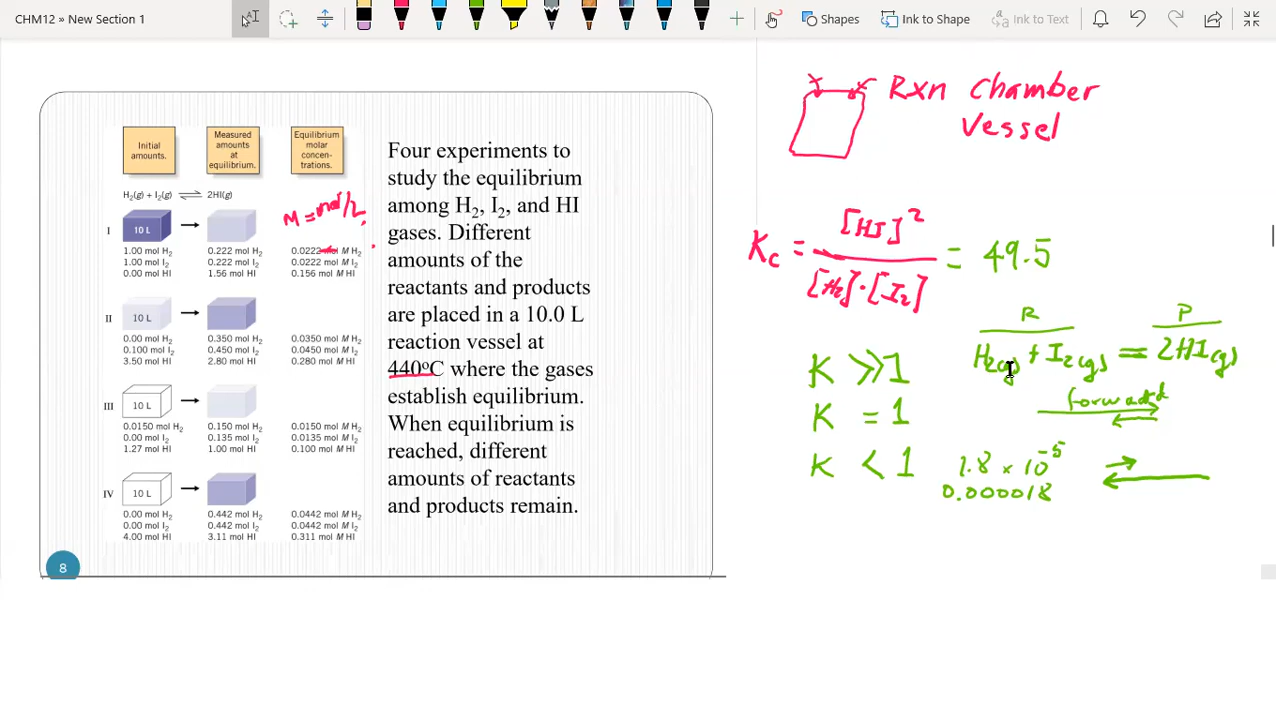 CHM12 » New Section 1
Shapes
Ink to Shape
Ink to Text
Initial
amounts.
Measured
amounts
at
equilibrium.
Equilibrium
molar
concen-
trations.
H₂(g) + I₂(g) ⇌ 2HI(g)
M = mol/L
I
10 L
1.00 mol H₂
1.00 mol I₂
0.00 mol HI
0.222 mol H₂
0.222 mol I₂
1.56 mol HI
0.0222 mol M H₂
0.0222 mol M I₂
0.156 mol M HI
II
10 L
0.00 mol H₂
0.100 mol I₂
3.50 mol HI
0.350 mol H₂
0.450 mol I₂
2.80 mol HI
0.0350 mol M H₂
0.0450 mol M I₂
0.280 mol M HI
III
10 L
0.0150 mol H₂
0.00 mol I₂
1.27 mol HI
0.150 mol H₂
0.135 mol I₂
1.00 mol HI
0.0150 mol M H₂
0.0135 mol M I₂
0.100 mol M HI
IV
10 L
0.00 mol H₂
0.00 mol I₂
4.00 mol HI
0.442 mol H₂
0.442 mol I₂
3.11 mol HI
0.0442 mol M H₂
0.0442 mol M I₂
0.311 mol M HI
Four experiments to
study the equilibrium
among H₂, I₂, and HI
gases. Different
amounts of the
reactants and products
are placed in a 10.0 L
reaction vessel at
440°C where the gases
establish equilibrium.
When equilibrium is
reached, different
amounts of reactants
and products remain.
8
Rxn Chamber
Vessel
Kc = [HI]² / [H₂]·[I₂] = 49.5
R P
H₂(g) + I₂(g) = 2HI(g)
forward
K >>1
K = 1
K < 1
1.8 × 10⁻⁵
0.000018